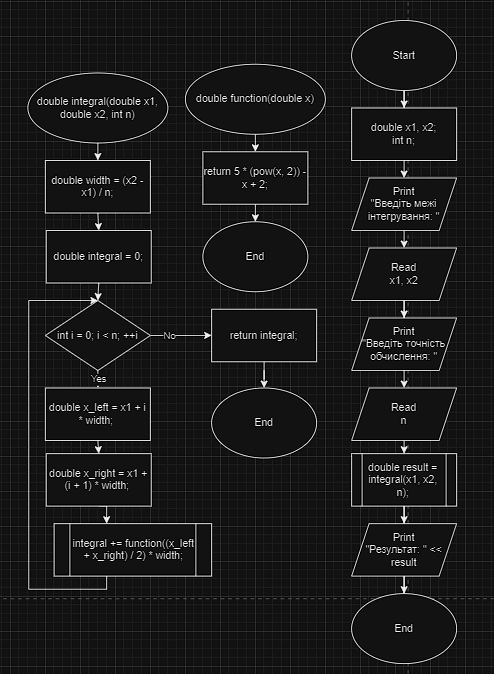 double integral(double x1,
double x2, int n)
double width = (x2 -
x1) / n;
double integral = 0;
int i = 0; i < n; ++i
No
Yes
double x_left = x1 + i
* width;
double x_right = x1 +
(i + 1) * width;
integral += function((x_left
+ x_right) / 2) * width;
return integral;
End
double function(double x)
return 5 * (pow(x, 2)) -
x + 2;
End
Start
double x1, x2;
int n;
Print
"Введіть межі
інтегрування: "
Read
x1, x2
Print
"Введіть точність
обчислення: "
Read
n
double result =
integral(x1, x2,
n);
Print
"Результат: " <<
result
End